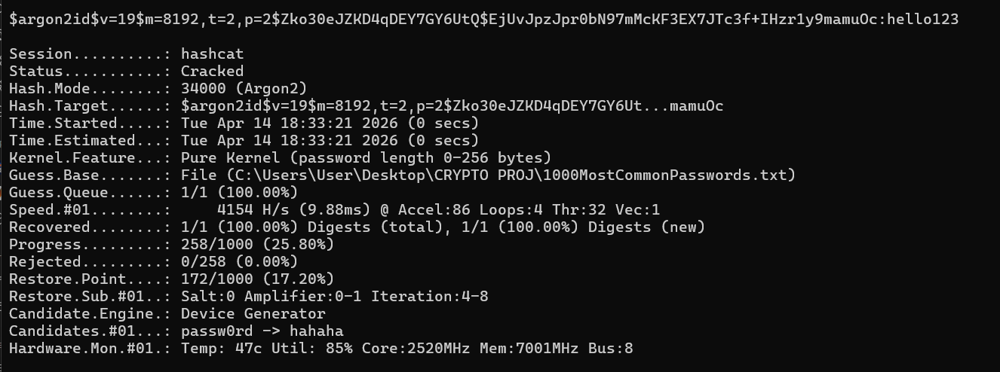 $argon2id$v=19$m=8192,t=2,p=2$Zko30eJZKD4qDEY7GY6UtQ$EjUvJpzJpr0bN97mMcKF3EX7JTc3f+IHzr1y9mamuOc:hello123
Session..........: hashcat
Status...........: Cracked
Hash.Mode........: 34000 (Argon2)
Hash.Target......: $argon2id$v=19$m=8192,t=2,p=2$Zko30eJZKD4qDEY7GY6Ut...mamuOc
Time.Started.....: Tue Apr 14 18:33:21 2026 (0 secs)
Time.Estimated...: Tue Apr 14 18:33:21 2026 (0 secs)
Kernel.Feature...: Pure Kernel (password length 0-256 bytes)
Guess.Base.......: File (C:\Users\User\Desktop\CRYPTO PROJ\1000MostCommonPasswords.txt)
Guess.Queue......: 1/1 (100.00%)
Speed.#01........:     4154 H/s (9.88ms) @ Accel:86 Loops:4 Thr:32 Vec:1
Recovered........: 1/1 (100.00%) Digests (total), 1/1 (100.00%) Digests (new)
Progress.........: 258/1000 (25.80%)
Rejected.........: 0/258 (0.00%)
Restore.Point....: 172/1000 (17.20%)
Restore.Sub.#01..: Salt:0 Amplifier:0-1 Iteration:4-8
Candidate.Engine.: Device Generator
Candidates.#01...: passw0rd -> hahaha
Hardware.Mon.#01.: Temp: 47c Util: 85% Core:2520MHz Mem:7001MHz Bus:8